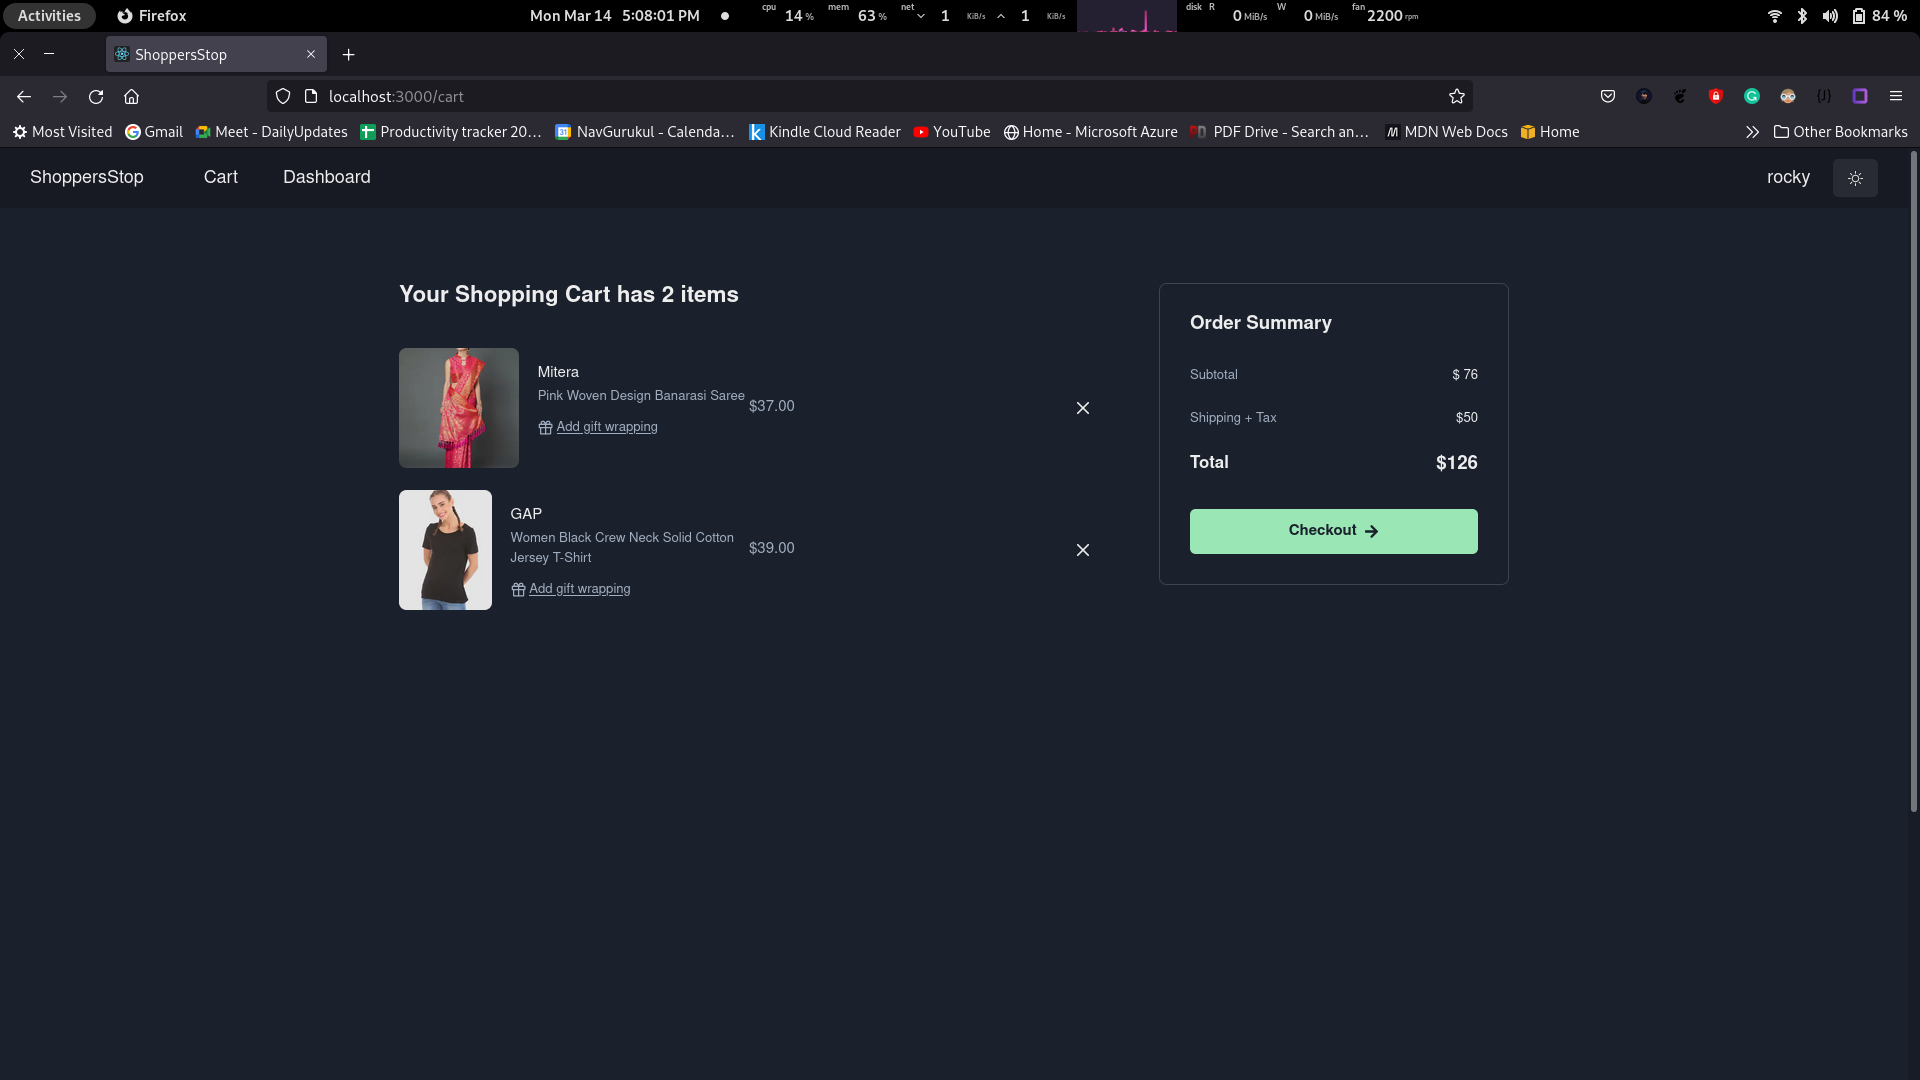 Activities Firefox Mon Mar 14 5:08:01 PM cpu 14 % mem 63 % net 1 KiB/s 1 KiB/s disk R 0 MiB/s W 0 MiB/s fan 2200 rpm 84 %
ShoppersStop
localhost:3000/cart
Most Visited Gmail Meet - DailyUpdates Productivity tracker 20… NavGurukul - Calenda… Kindle Cloud Reader YouTube Home - Microsoft Azure PDF Drive - Search an… MDN Web Docs Home Other Bookmarks
ShoppersStop Cart Dashboard rocky
Your Shopping Cart has 2 items
Mitera
Pink Woven Design Banarasi Saree
$37.00
Add gift wrapping
GAP
Women Black Crew Neck Solid Cotton
Jersey T-Shirt
$39.00
Add gift wrapping
Order Summary
Subtotal $ 76
Shipping + Tax $50
Total $126
Checkout